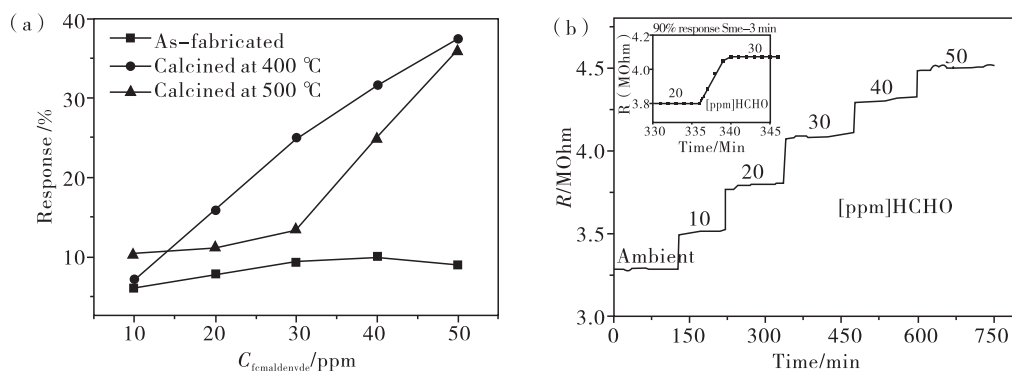 (a)
40
30
20
10
Response /%
As-fabricated
Calcined at 400 ℃
Calcined at 500 ℃
10 20 30 40 50
Cfcmaldenyde/ppm
(b)
90% response Sme-3 min
4.2
4.0
3.8
R (MOhm)
30
20
[ppm]HCHO
330 335 340 345
Time/Min
4.5
4.0
3.5
3.0
R/MOhm
Ambient
10
20
30
40
50
[ppm]HCHO
0 150 300 450 600 750
Time/min